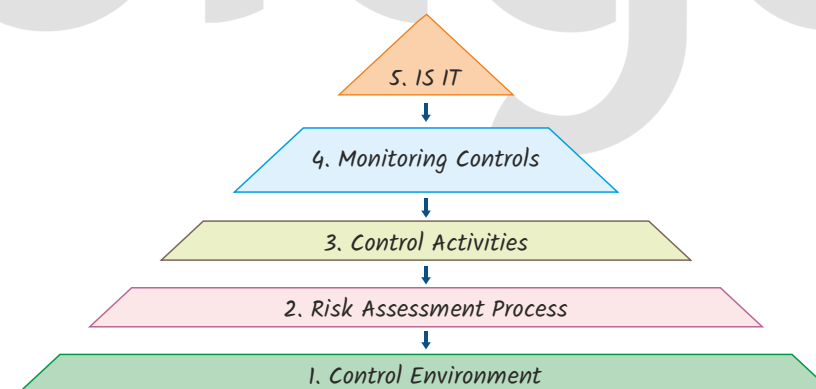 5. IS IT
4. Monitoring Controls
3. Control Activities
2. Risk Assessment Process
1. Control Environment